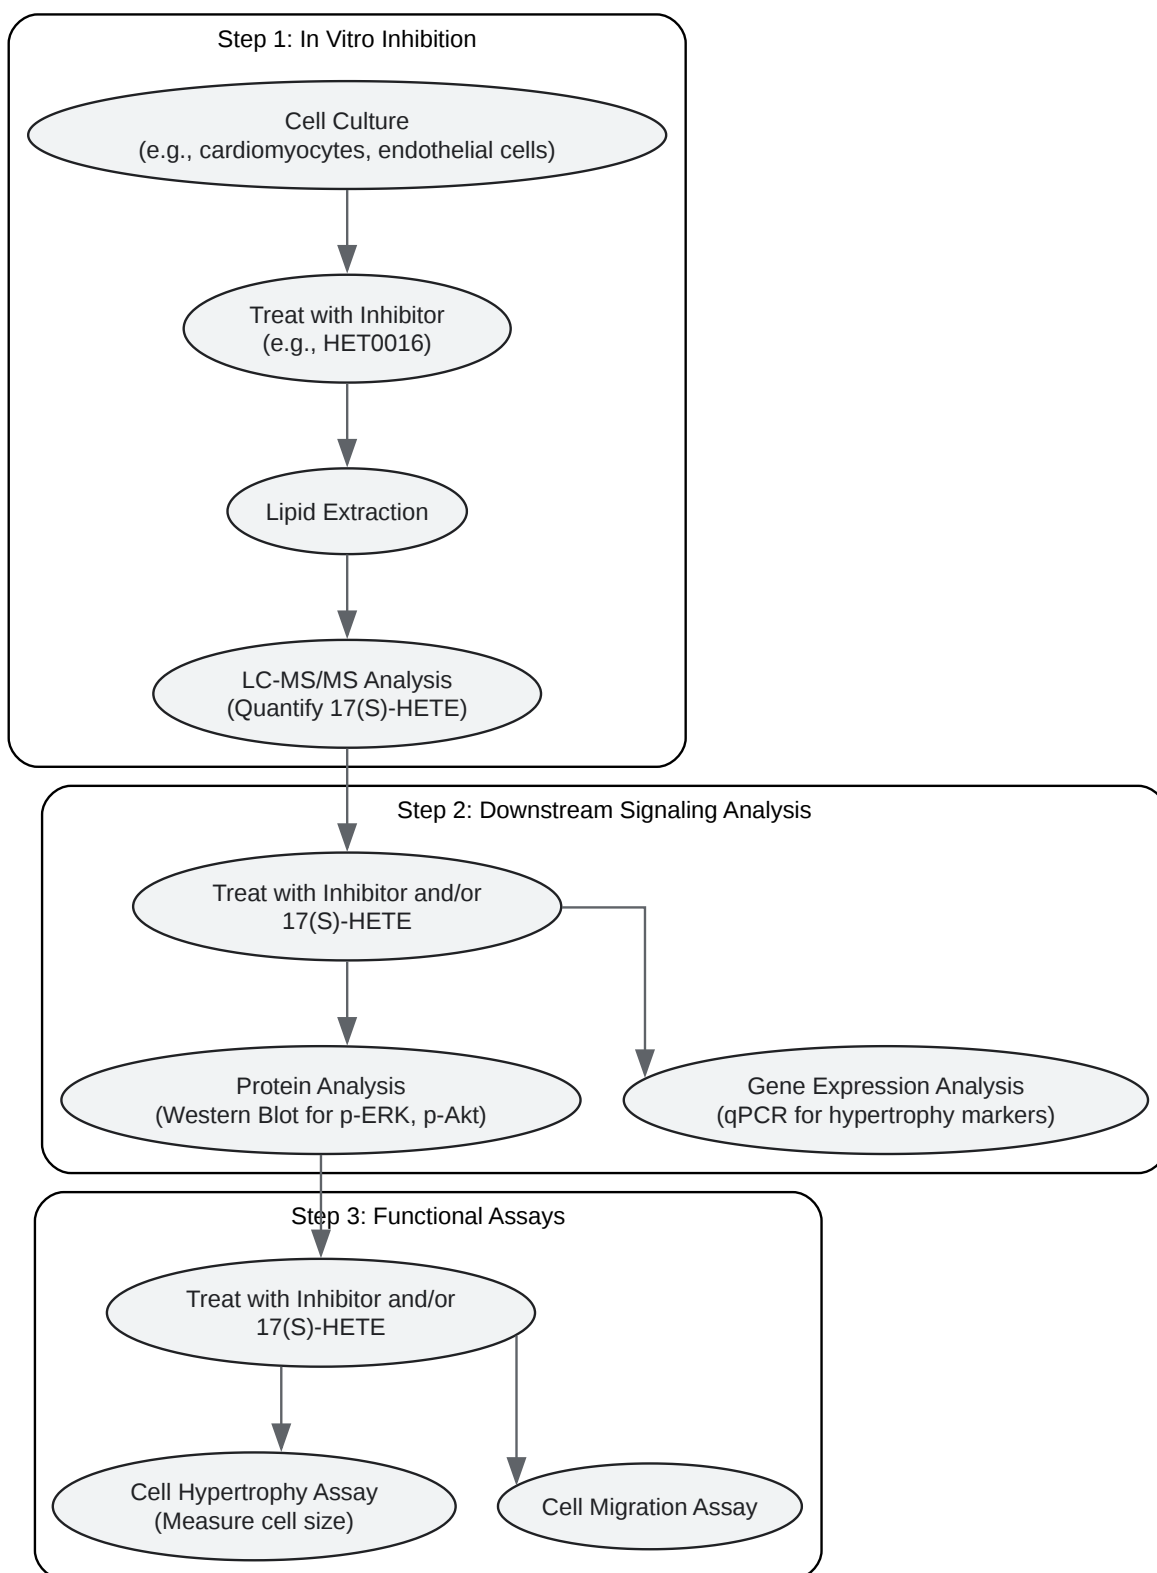 Step 1: In Vitro Inhibition
Cell Culture
(e.g., cardiomyocytes, endothelial cells)
Treat with Inhibitor
(e.g., HET0016)
Lipid Extraction
LC-MS/MS Analysis
(Quantify 17(S)-HETE)
Step 2: Downstream Signaling Analysis
Treat with Inhibitor and/or
17(S)-HETE
Protein Analysis
(Western Blot for p-ERK, p-Akt)
Gene Expression Analysis
(qPCR for hypertrophy markers)
Step 3: Functional Assays
Treat with Inhibitor and/or
17(S)-HETE
Cell Hypertrophy Assay
(Measure cell size)
Cell Migration Assay